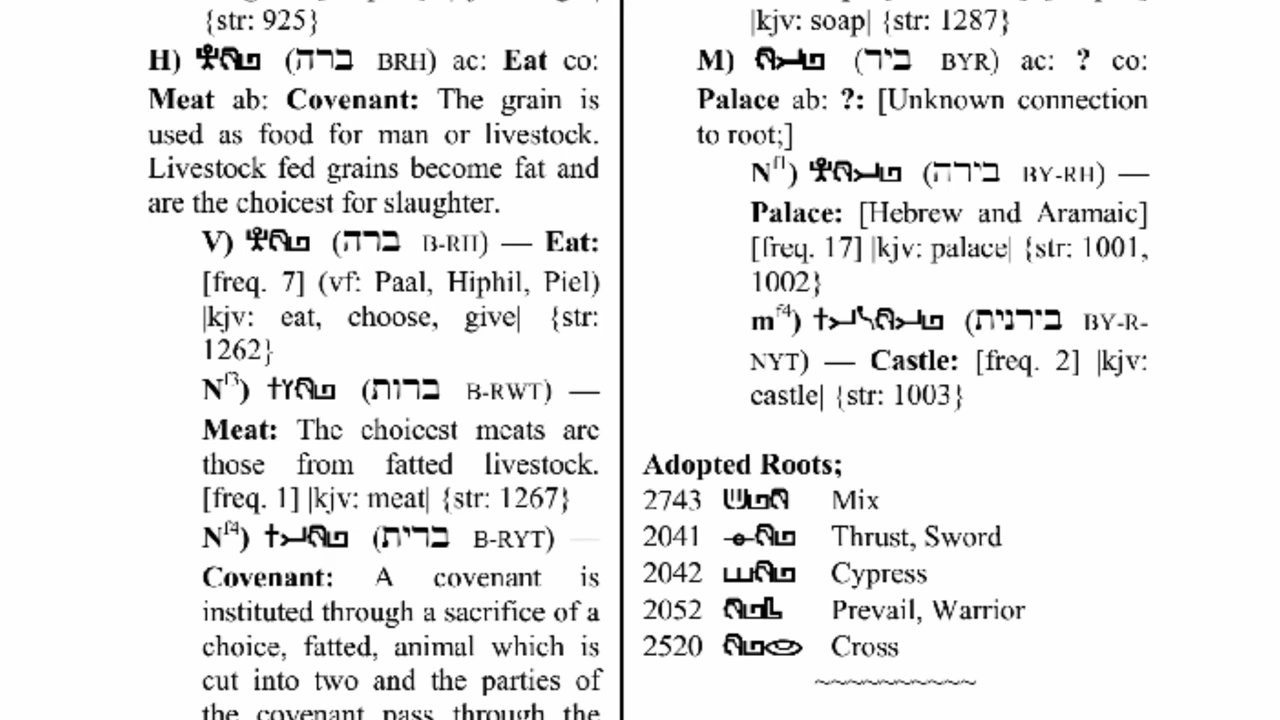 {str: 925}
H) (ברה BRH) ac: Eat co:
Meat ab: Covenant: The grain is
used as food for man or livestock.
Livestock fed grains become fat and
are the choicest for slaughter.
V) (ברה B-RH) — Eat:
[freq. 7] (vf: Paal, Hiphil, Piel)
|kjv: eat, choose, give| {str:
1262}
Nf3) (ברות B-RWT) —
Meat: The choicest meats are
those from fatted livestock.
[freq. 1] |kjv: meat| {str: 1267}
Nf4) (ברית B-RYT) —
Covenant: A covenant is
instituted through a sacrifice of a
choice, fatted, animal which is
cut into two and the parties of
the covenant pass through the
|kjv: soap| {str: 1287}
M) (ביר BYR) ac: ? co:
Palace ab: ?: [Unknown connection
to root;]
Nf1) (בירה BY-RH) —
Palace: [Hebrew and Aramaic]
[freq. 17] |kjv: palace| {str: 1001,
1002}
mf4) (בירנית BY-R-
NYT) — Castle: [freq. 2] |kjv:
castle| {str: 1003}
Adopted Roots;
2743 Mix
2041 Thrust, Sword
2042 Cypress
2052 Prevail, Warrior
2520 Cross
~~~~~~~~~~